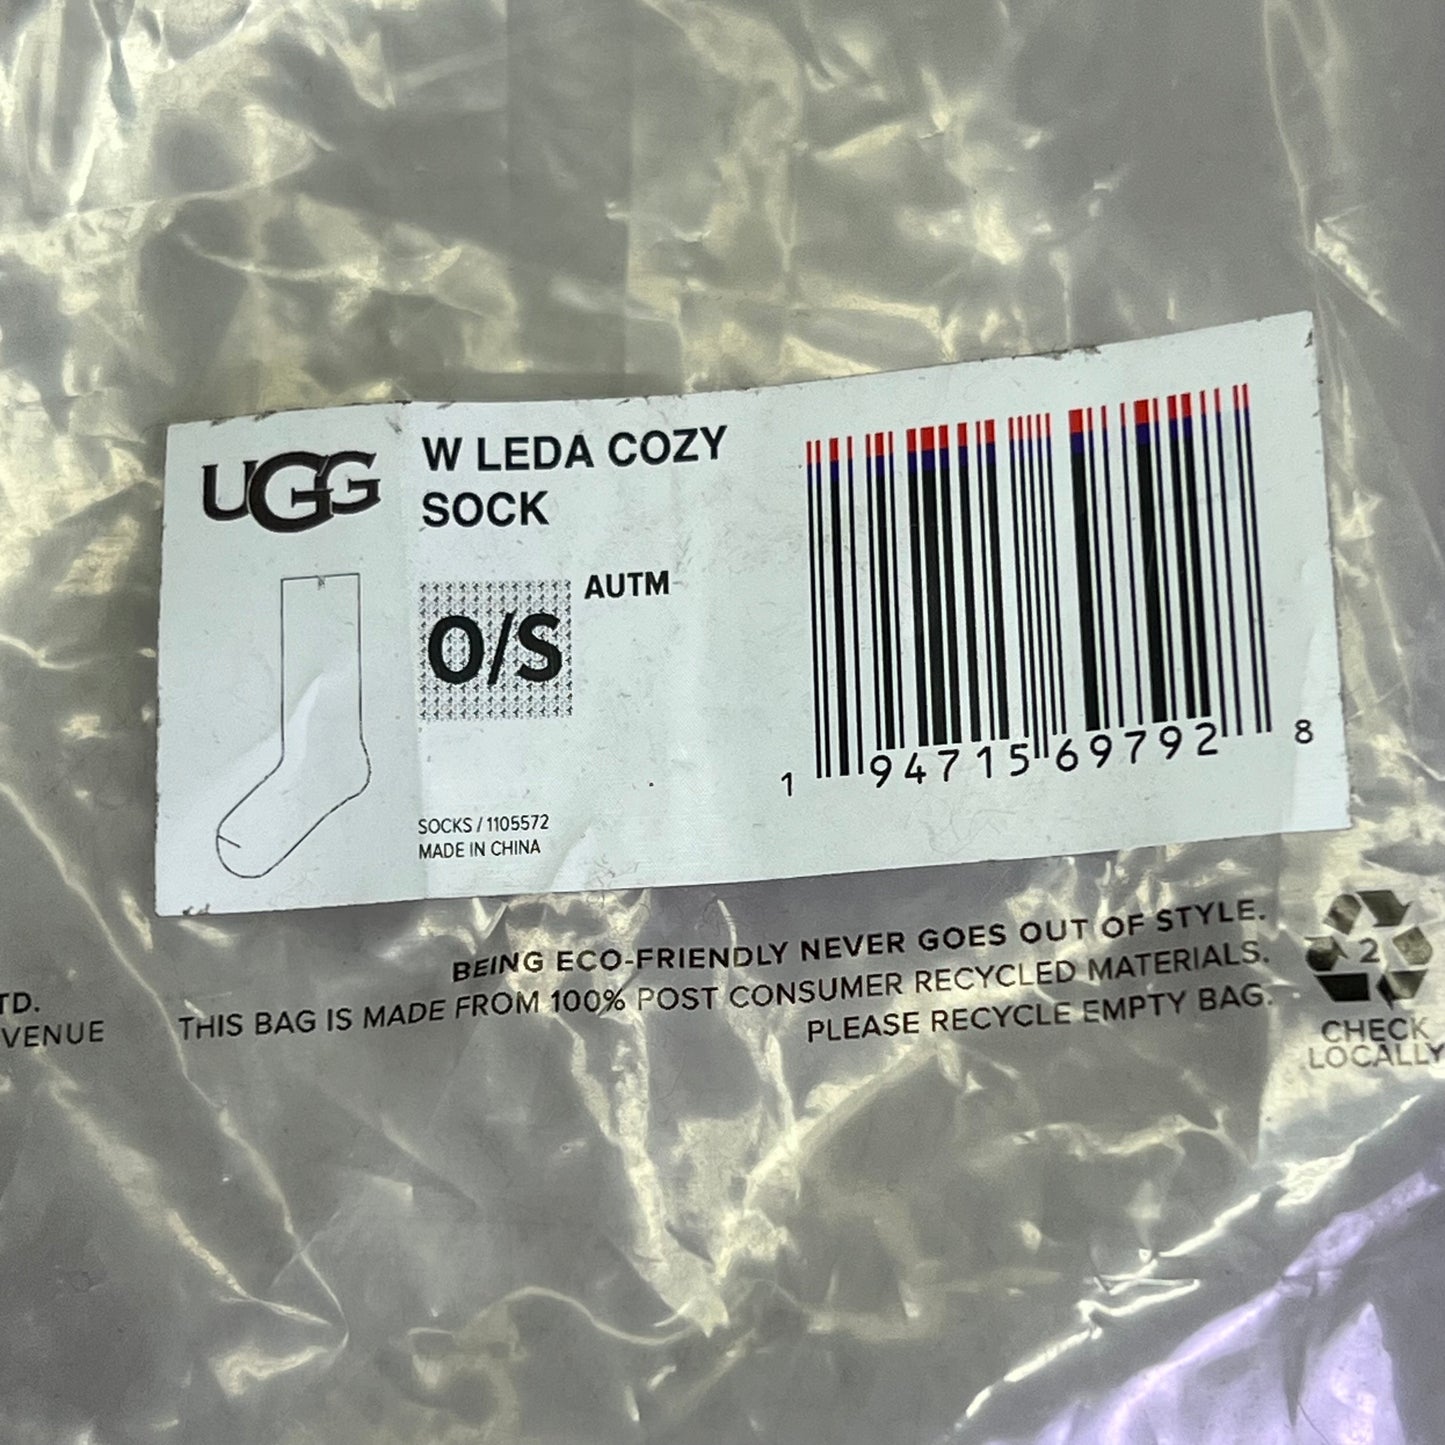 UGG
W LEDA COZY
SOCK
O/S
AUTM
SOCKS / 1105572
MADE IN CHINA
1 94715 69792 8
BEING ECO-FRIENDLY NEVER GOES OUT OF STYLE.
THIS BAG IS MADE FROM 100% POST CONSUMER RECYCLED MATERIALS.
PLEASE RECYCLE EMPTY BAG.
2
CHECK
LOCALLY
TD.
VENUE